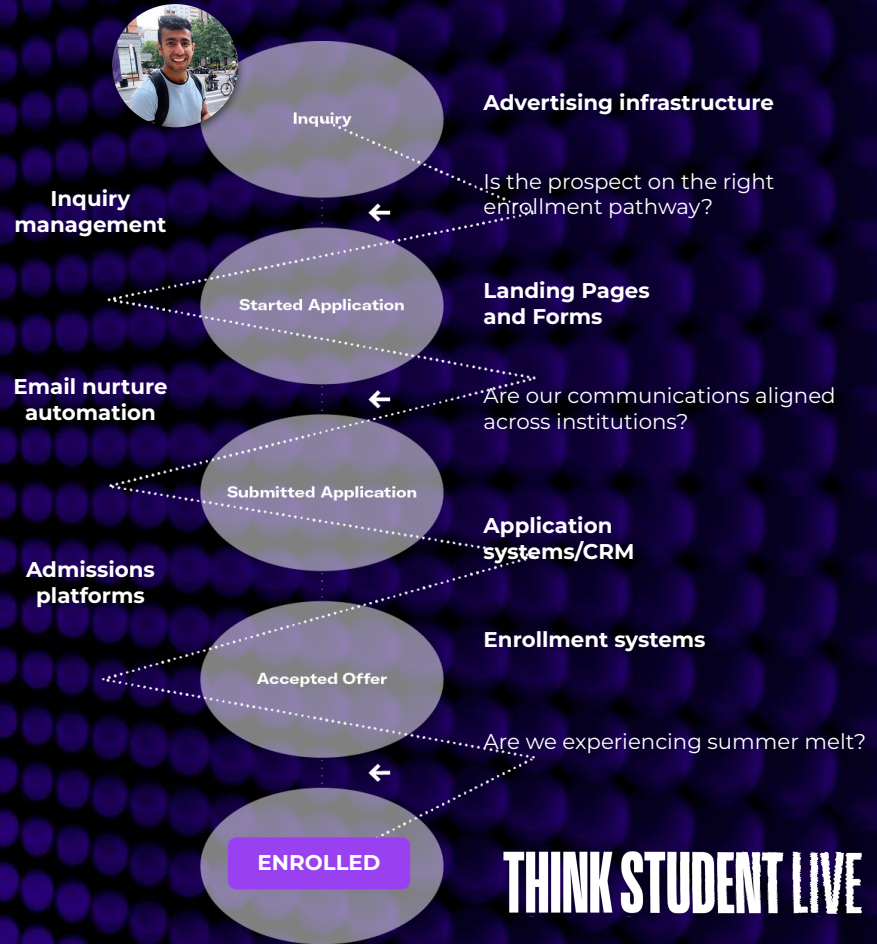 Inquiry
Advertising infrastructure
Is the prospect on the right
enrollment pathway?
Inquiry
management
Started Application
Landing Pages
and Forms
Email nurture
automation
Are our communications aligned
across institutions?
Submitted Application
Application
systems/CRM
Admissions
platforms
Enrollment systems
Accepted Offer
Are we experiencing summer melt?
ENROLLED
THINK STUDENT LIVE